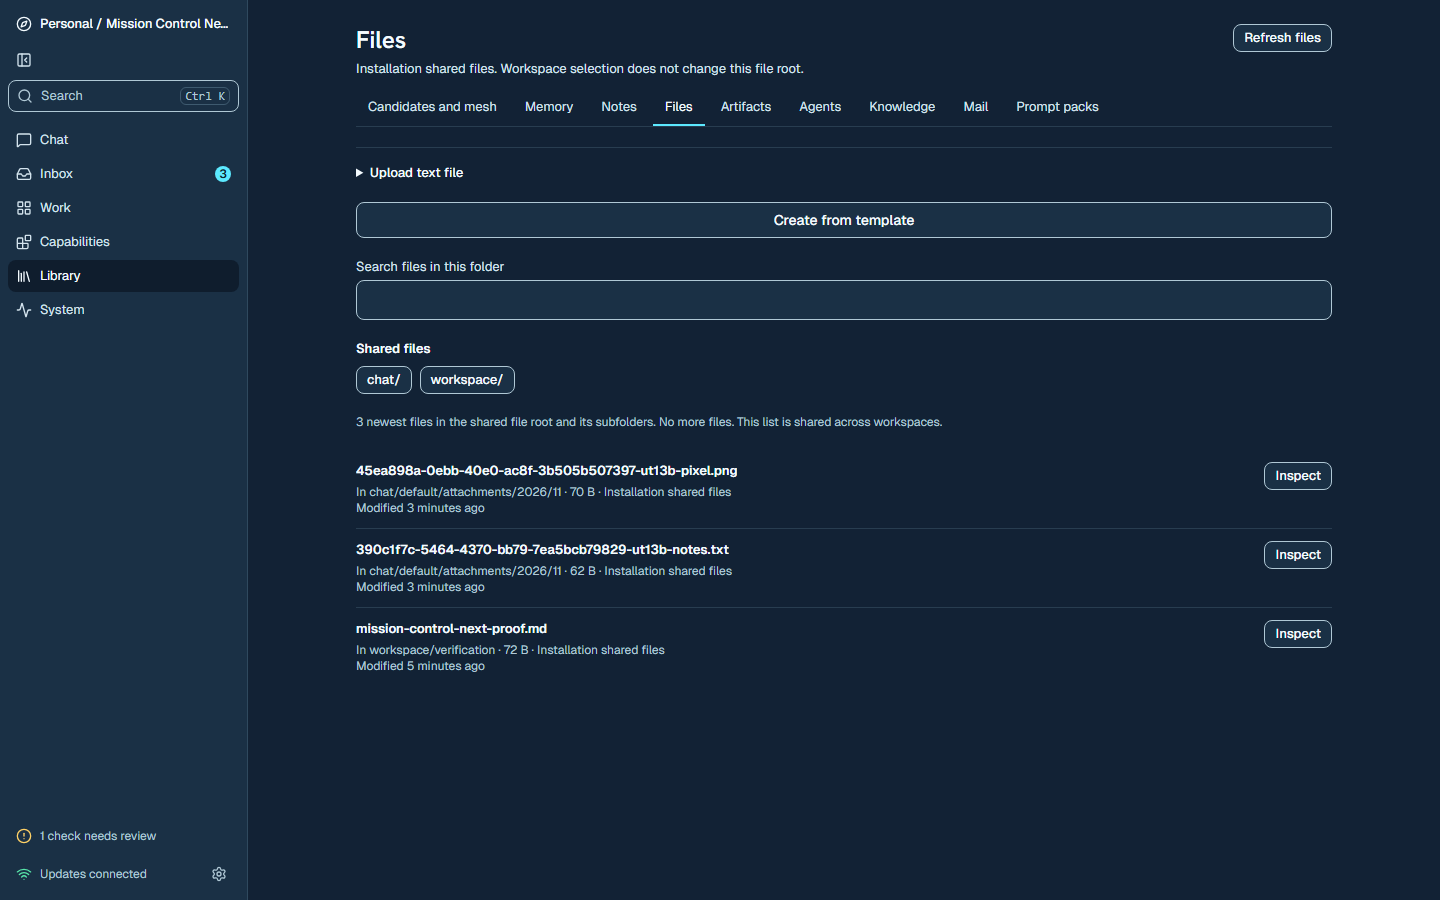 Personal / Mission Control Ne...
Search Ctrl K
Chat
Inbox 3
Work
Capabilities
Library
System
1 check needs review
Updates connected
Files
Refresh files
Installation shared files. Workspace selection does not change this file root.
Candidates and mesh Memory Notes Files Artifacts Agents Knowledge Mail Prompt packs
Upload text file
Create from template
Search files in this folder
Shared files
chat/ workspace/
3 newest files in the shared file root and its subfolders. No more files. This list is shared across workspaces.
45ea898a-0ebb-40e0-ac8f-3b505b507397-ut13b-pixel.png
Inspect
In chat/default/attachments/2026/11 · 70 B · Installation shared files
Modified 3 minutes ago
390c1f7c-5464-4370-bb79-7ea5bcb79829-ut13b-notes.txt
Inspect
In chat/default/attachments/2026/11 · 62 B · Installation shared files
Modified 3 minutes ago
mission-control-next-proof.md
Inspect
In workspace/verification · 72 B · Installation shared files
Modified 5 minutes ago